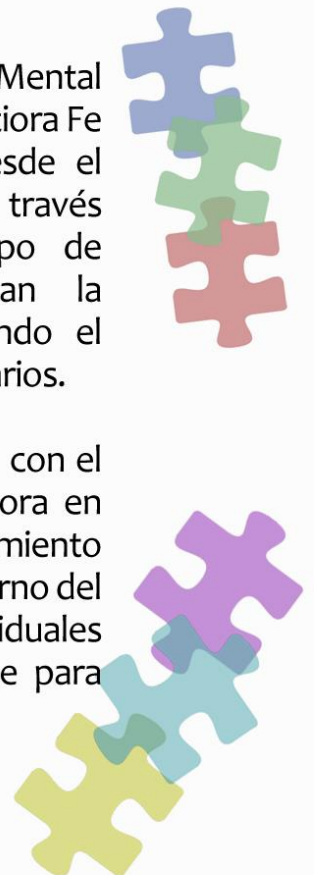 Mental
iora Fe
esde el
través
po de
an la
ndo el
arios.
con el
ora en
miento
rno del
iduales
e para